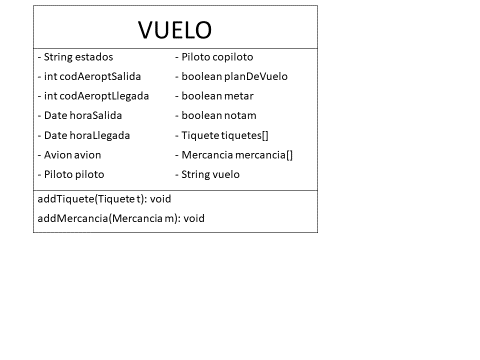 VUELO
- String estados
- int codAeroptSalida
- int codAeroptLlegada
- Date horaSalida
- Date horaLlegada
- Avion avion
- Piloto piloto
- Piloto copiloto
- boolean planDeVuelo
- boolean metar
- boolean notam
- Tiquete tiquetes[]
- Mercancia mercancia[]
- String vuelo
addTiquete(Tiquete t): void
addMercancia(Mercancia m): void